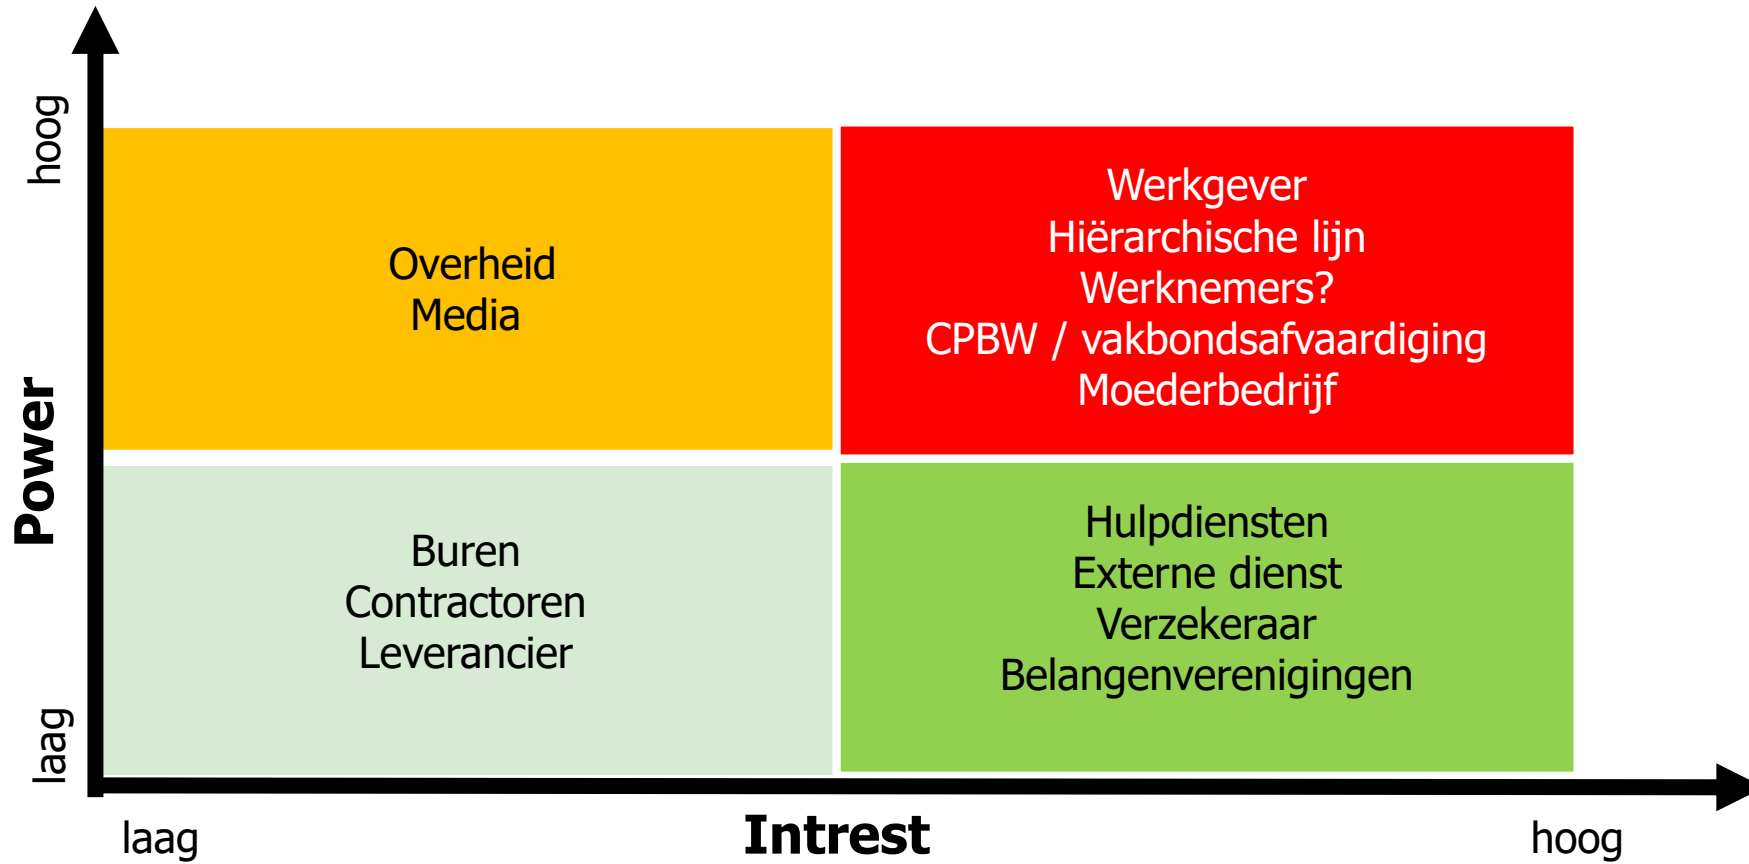 hoog
Power
laag
Overheid
Media
Werkgever
Hiërarchische lijn
Werknemers?
CPBW / vakbondsafvaardiging
Moederbedrijf
Buren
Contractoren
Leverancier
Hulpdiensten
Externe dienst
Verzekeraar
Belangenverenigingen
laag
Intrest
hoog